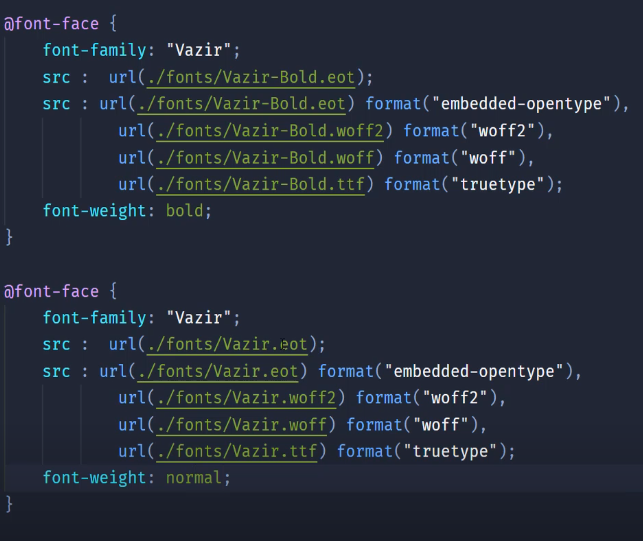 @font-face {
font-family: "Vazir";
src :  url(./fonts/Vazir-Bold.eot);
src : url(./fonts/Vazir-Bold.eot) format("embedded-opentype"),
url(./fonts/Vazir-Bold.woff2) format("woff2"),
url(./fonts/Vazir-Bold.woff) format("woff"),
url(./fonts/Vazir-Bold.ttf) format("truetype");
font-weight: bold;
}
@font-face {
font-family: "Vazir";
src :  url(./fonts/Vazir.eot);
src : url(./fonts/Vazir.eot) format("embedded-opentype"),
url(./fonts/Vazir.woff2) format("woff2"),
url(./fonts/Vazir.woff) format("woff"),
url(./fonts/Vazir.ttf) format("truetype");
font-weight: normal;
}